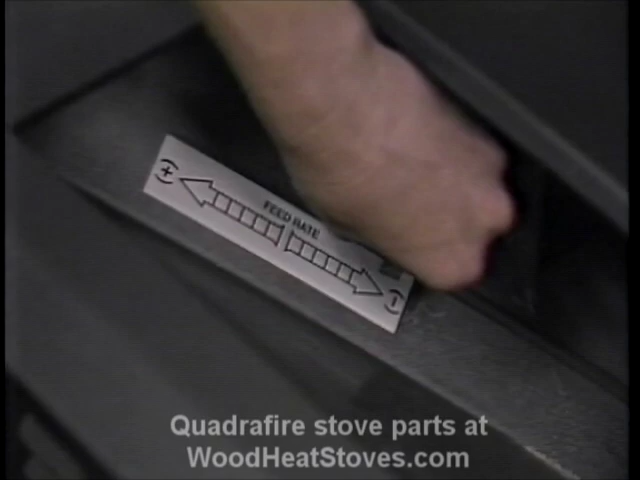 (+)
FEED RATE
(-)
Quadrafire stove parts at
WoodHeatStoves.com